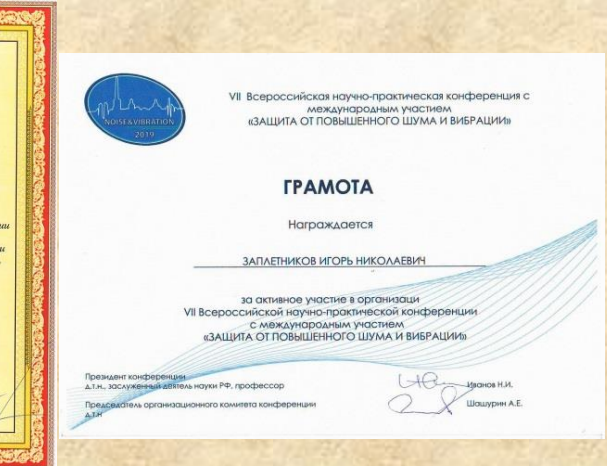 ии
и
NOISE&VIBRATION
2019
VII Всероссийская научно-практическая конференция с
международным участием
«ЗАЩИТА ОТ ПОВЫШЕННОГО ШУМА И ВИБРАЦИИ»
ГРАМОТА
Награждается
ЗАПЛЕТНИКОВ ИГОРЬ НИКОЛАЕВИЧ
за активное участие в организаци
VII Всероссийской научно-практической конференции
с международным участием
«ЗАЩИТА ОТ ПОВЫШЕННОГО ШУМА И ВИБРАЦИИ»
Президент конференции
д.т.н., заслуженный деятель науки РФ, профессор
Иванов Н.И.
Председатель организационного комитета конференции
д.т.н
Шашурин А.Е.